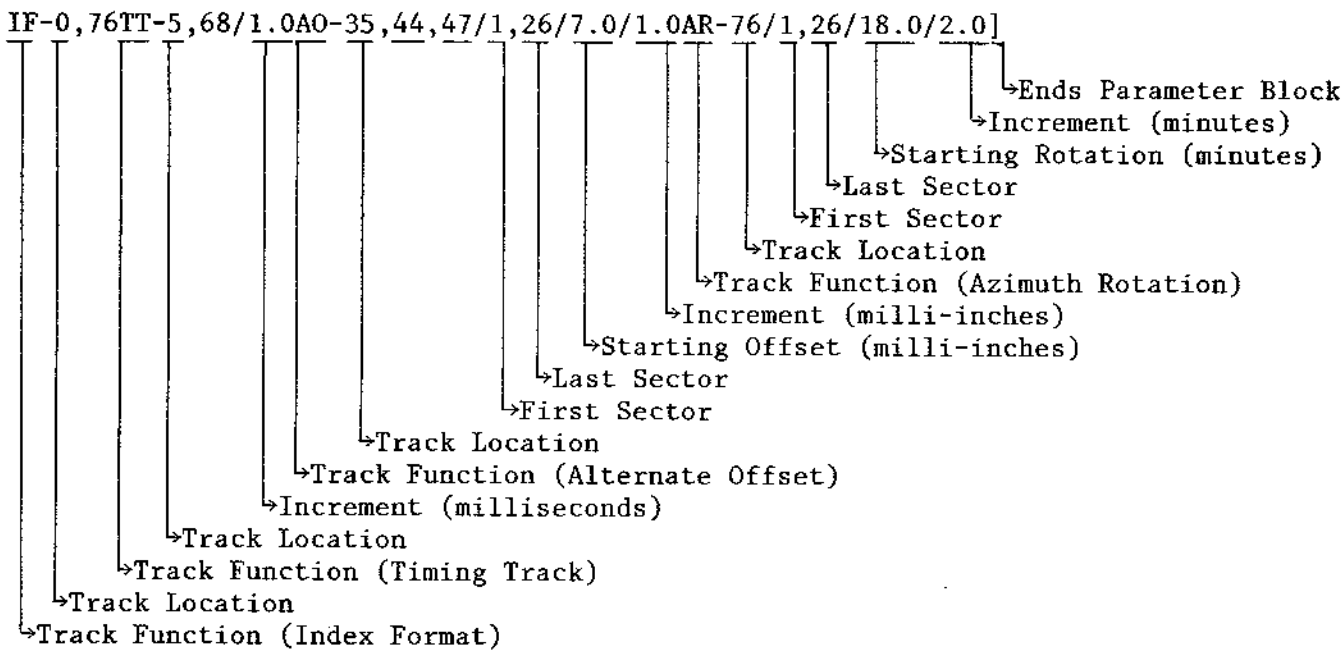 IF-0,76TT-5,68/1.0AO-35,44,47/1,26/7.0/1.0AR-76/1,26/18.0/2.0]
Ends Parameter Block
Increment (minutes)
Starting Rotation (minutes)
Last Sector
First Sector
Track Location
Track Function (Azimuth Rotation)
Increment (milli-inches)
Starting Offset (milli-inches)
Last Sector
First Sector
Track Location
Track Function (Alternate Offset)
Increment (milliseconds)
Track Location
Track Function (Timing Track)
Track Location
Track Function (Index Format)